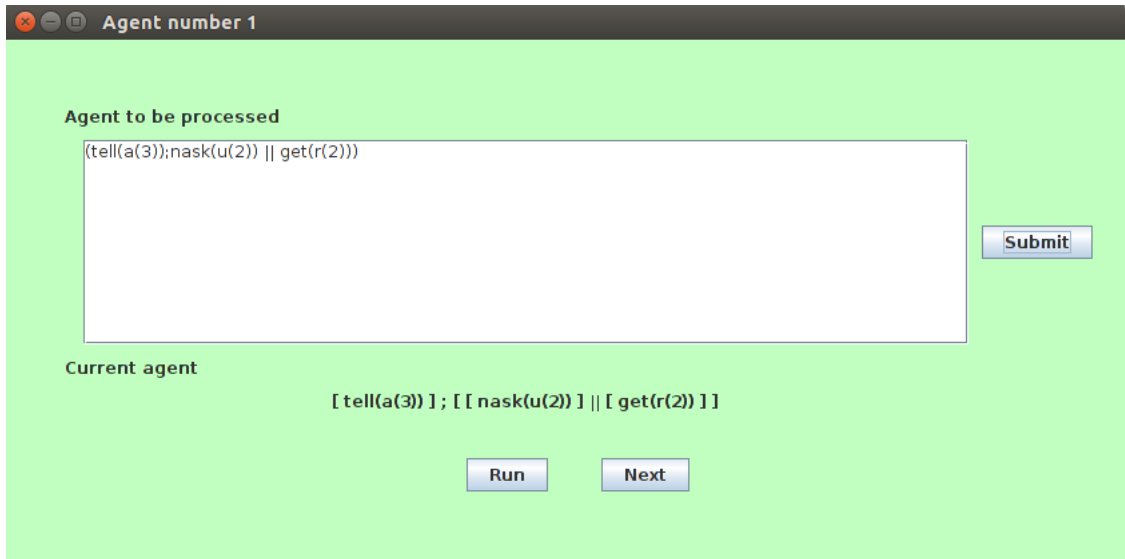 Agent number 1
Agent to be processed
(tell(a(3));nask(u(2)) || get(r(2)))
Submit
Current agent
[ tell(a(3)) ] ; [ [ nask(u(2)) ] || [ get(r(2)) ] ]
Run Next